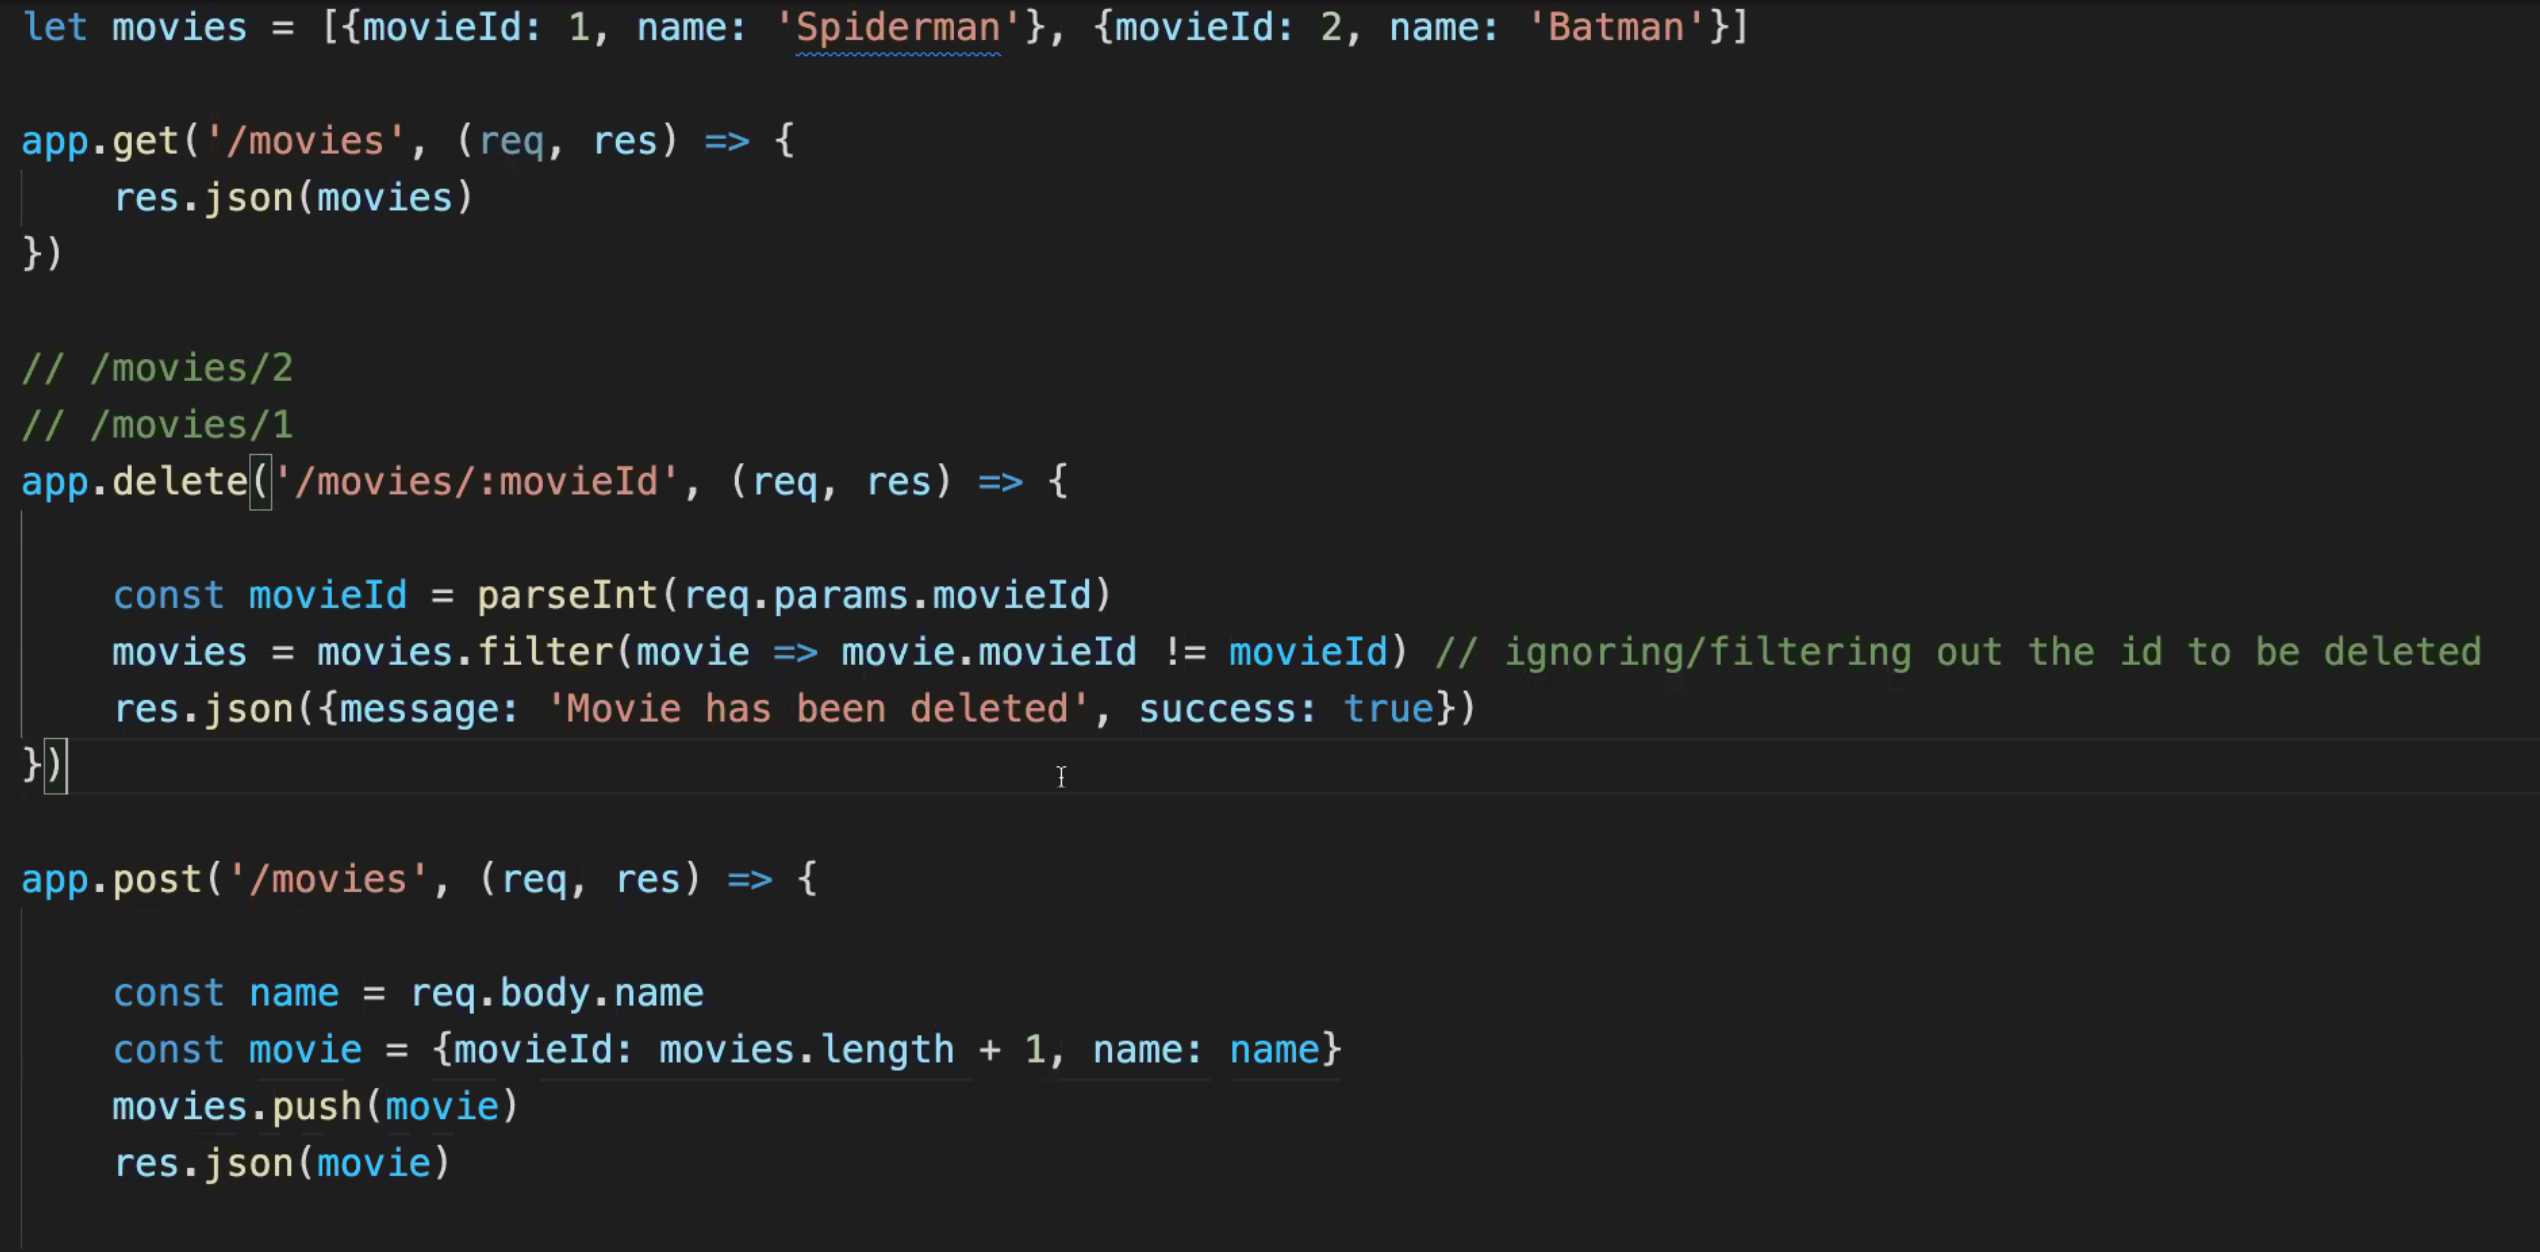 let movies = [{movieId: 1, name: 'Spiderman'}, {movieId: 2, name: 'Batman'}]
app.get('/movies', (req, res) => {
    res.json(movies)
})
// /movies/2
// /movies/1
app.delete('/movies/:movieId', (req, res) => {
    const movieId = parseInt(req.params.movieId)
    movies = movies.filter(movie => movie.movieId != movieId) // ignoring/filtering out the id to be deleted
    res.json({message: 'Movie has been deleted', success: true})
})
app.post('/movies', (req, res) => {
    const name = req.body.name
    const movie = {movieId: movies.length + 1, name: name}
    movies.push(movie)
    res.json(movie)